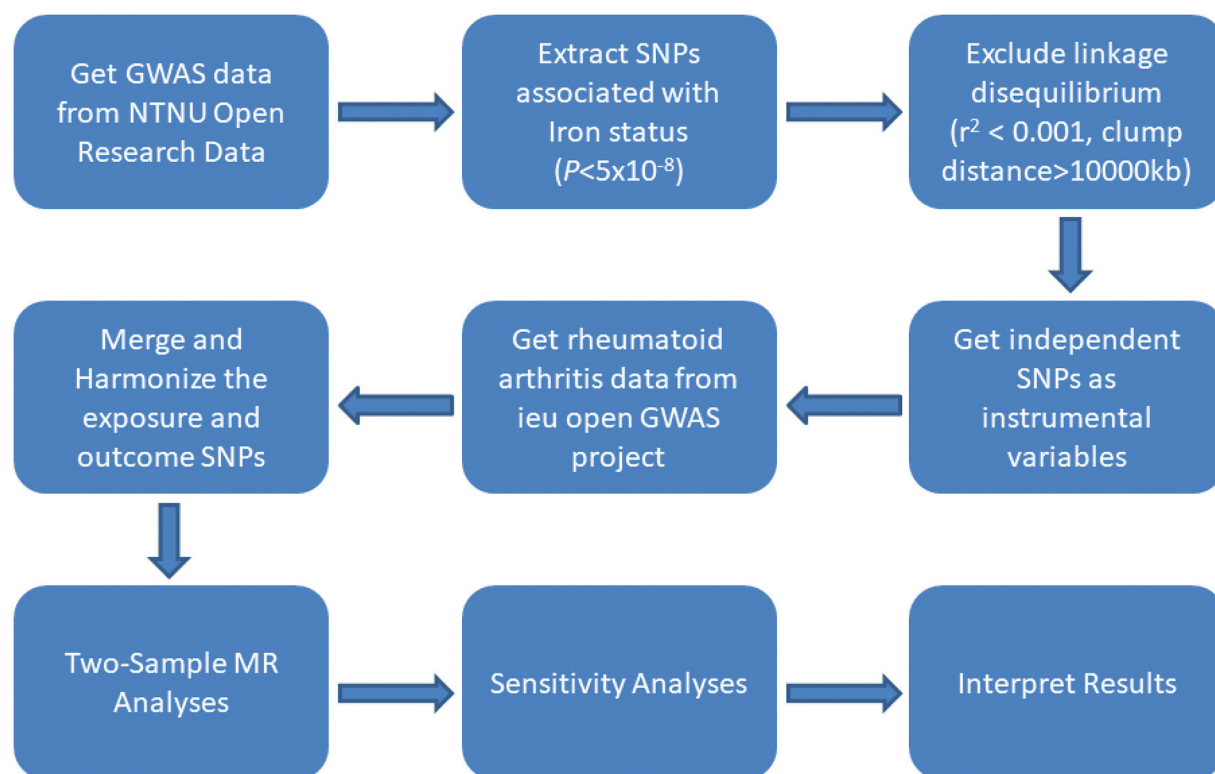 Get GWAS data
from NTNU Open
Research Data
Extract SNPs
associated with
Iron status
(P<5x10⁻⁸)
Exclude linkage
disequilibrium
(r² < 0.001, clump
distance>10000kb)
Get independent
SNPs as
instrumental
variables
Get rheumatoid
arthritis data from
ieu open GWAS
project
Merge and
Harmonize the
exposure and
outcome SNPs
Two-Sample MR
Analyses
Sensitivity Analyses
Interpret Results